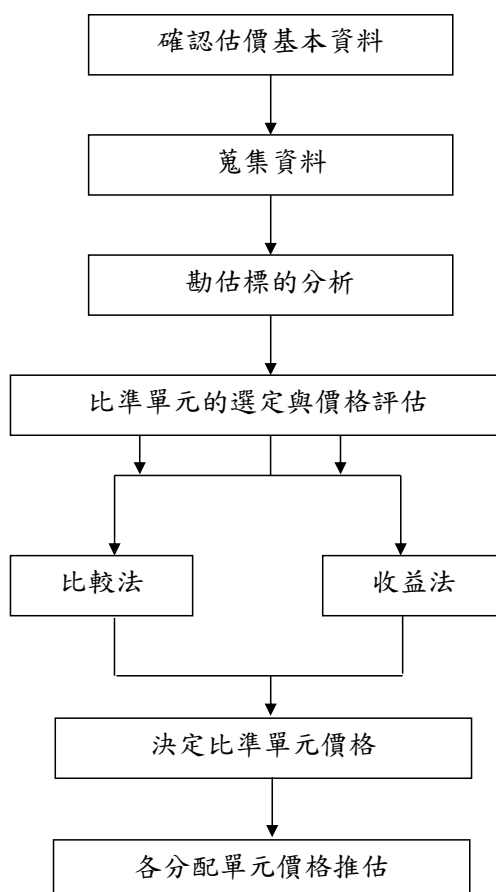 確認估價基本資料
蒐集資料
勘估標的分析
比準單元的選定與價格評估
比較法
收益法
決定比準單元價格
各分配單元價格推估